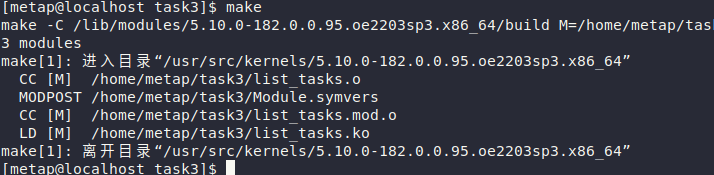 [metap@localhost task3]$ make
make -C /lib/modules/5.10.0-182.0.0.95.oe2203sp3.x86_64/build M=/home/metap/task
3 modules
make[1]: 进入目录“/usr/src/kernels/5.10.0-182.0.0.95.oe2203sp3.x86_64”
  CC [M]  /home/metap/task3/list_tasks.o
  MODPOST /home/metap/task3/Module.symvers
  CC [M]  /home/metap/task3/list_tasks.mod.o
  LD [M]  /home/metap/task3/list_tasks.ko
make[1]: 离开目录“/usr/src/kernels/5.10.0-182.0.0.95.oe2203sp3.x86_64”
[metap@localhost task3]$